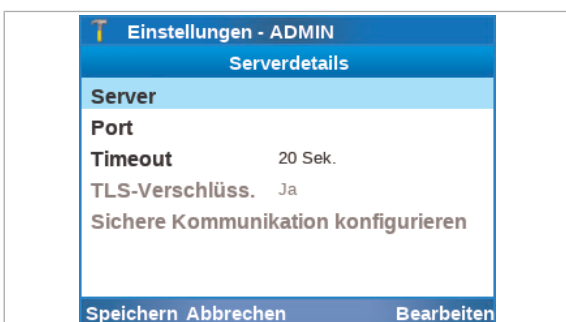 Einstellungen - ADMIN
Serverdetails
Server
Port
Timeout 20 Sek.
TLS-Verschlüss. Ja
Sichere Kommunikation konfigurieren
Speichern Abbrechen Bearbeiten